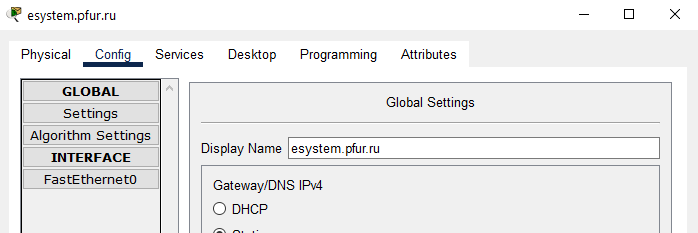 esystem.pfur.ru
Physical Config Services Desktop Programming Attributes
GLOBAL
Settings
Algorithm Settings
INTERFACE
FastEthernet0
Global Settings
Display Name esystem.pfur.ru
Gateway/DNS IPv4
DHCP